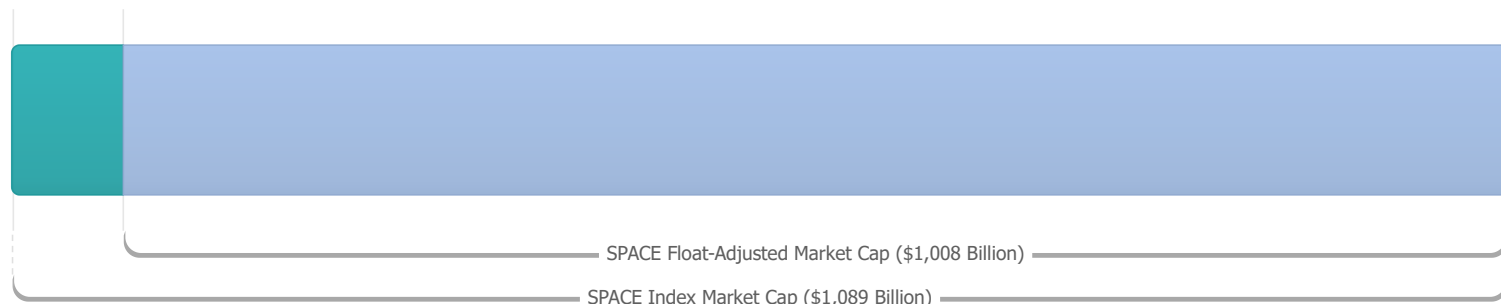 SPACE Float-Adjusted Market Cap ($1,008 Billion)
SPACE Index Market Cap ($1,089 Billion)